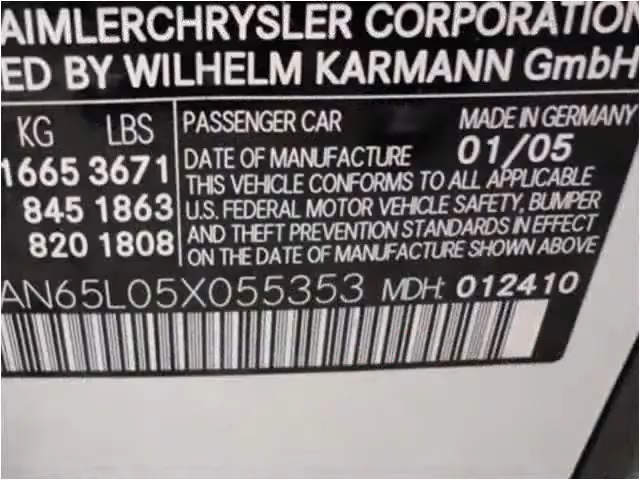 AIMLERCHRYSLER CORPORATION
ED BY WILHELM KARMANN GmbH
KG LBS
1665 3671
845 1863
820 1808
PASSENGER CAR MADE IN GERMANY
DATE OF MANUFACTURE 01/05
THIS VEHICLE CONFORMS TO ALL APPLICABLE
U.S. FEDERAL MOTOR VEHICLE SAFETY, BUMPER
AND THEFT PREVENTION STANDARDS IN EFFECT
ON THE DATE OF MANUFACTURE SHOWN ABOVE
AN65L05X055353 MDH: 012410